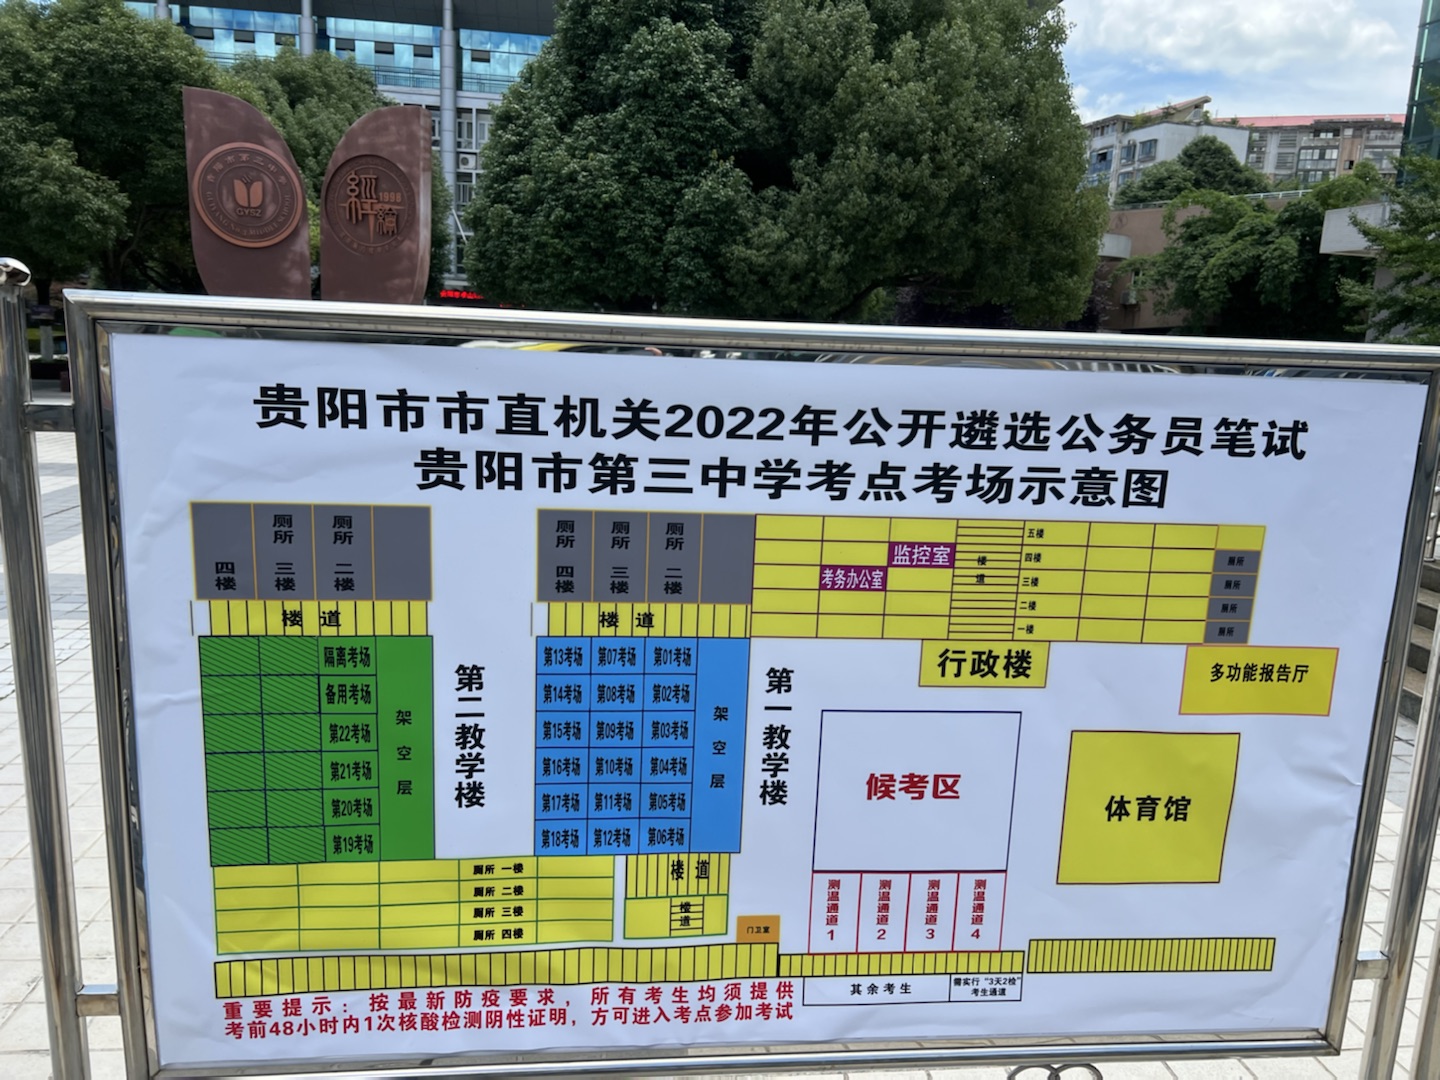 GYSZ
1998
贵阳市市直机关2022年公开遴选公务员笔试
贵阳市第三中学考点考场示意图
厕所 厕所
四楼 三楼 二楼
楼道
隔离考场
备用考场
第22考场
第21考场
第20考场
第19考场
架空层
第二教学楼
厕所 厕所 厕所
四楼 三楼 二楼
楼道
第13考场 第07考场 第01考场
第14考场 第08考场 第02考场
第15考场 第09考场 第03考场
第16考场 第10考场 第04考场
第17考场 第11考场 第05考场
第18考场 第12考场 第06考场
架空层
第一教学楼
监控室
考务办公室
楼道
五楼
四楼
三楼
二楼
一楼
厕所
厕所
厕所
厕所
行政楼
多功能报告厅
候考区
体育馆
测温通道1 测温通道2 测温通道3 测温通道4
厕所 一楼
厕所 二楼
厕所 三楼
厕所 四楼
楼道
楼道
门卫室
其余考生
需实行“3天2检”
考生通道
重要提示：按最新防疫要求，所有考生均须提供
考前48小时内1次核酸检测阴性证明，方可进入考点参加考试